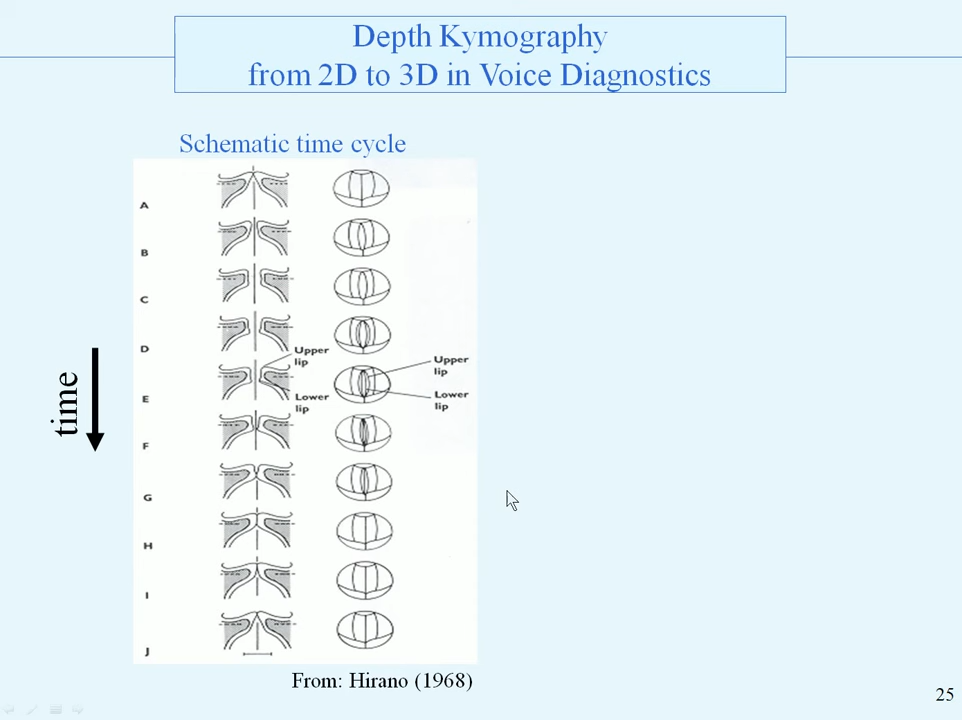 Depth Kymography
from 2D to 3D in Voice Diagnostics
Schematic time cycle
A
B
C
D
Upper
lip
Upper
lip
E
Lower
lip
Lower
lip
F
G
H
I
J
time
From: Hirano (1968)
25